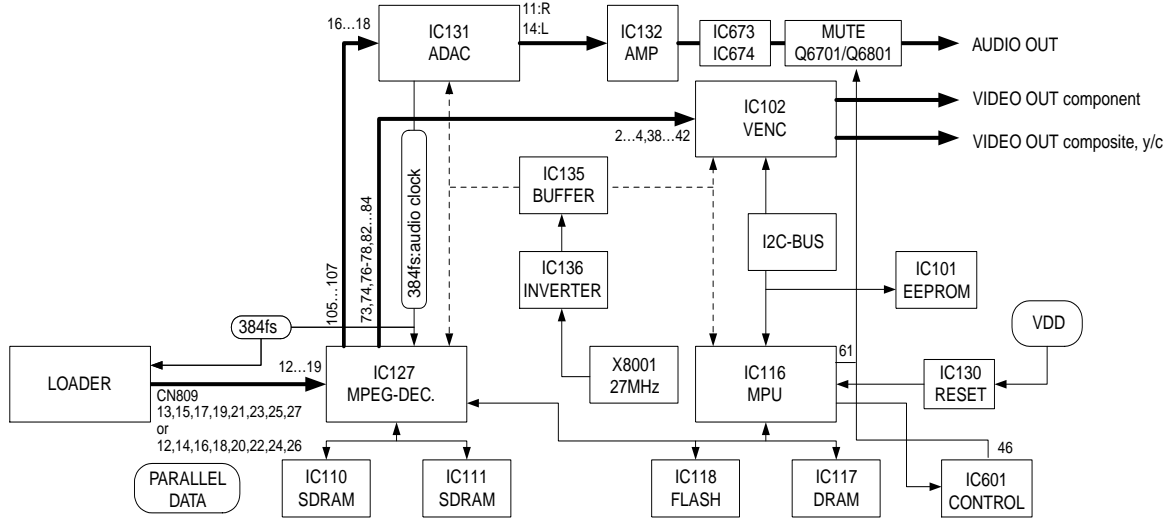 16...18
IC131
ADAC
11:R
14:L
IC132
AMP
IC673
IC674
MUTE
Q6701/Q6801
AUDIO OUT
IC102
VENC
VIDEO OUT component
VIDEO OUT composite, y/c
2...4,38...42
IC135
BUFFER
384fs:audio clock
73,74,76-78,82...84
105...107
I2C-BUS
IC136
INVERTER
IC101
EEPROM
384fs
VDD
LOADER
12...19
IC127
MPEG-DEC.
X8001
27MHz
IC116
MPU
61
IC130
RESET
CN809
13,15,17,19,21,23,25,27
or
12,14,16,18,20,22,24,26
46
PARALLEL
DATA
IC110
SDRAM
IC111
SDRAM
IC118
FLASH
IC117
DRAM
IC601
CONTROL